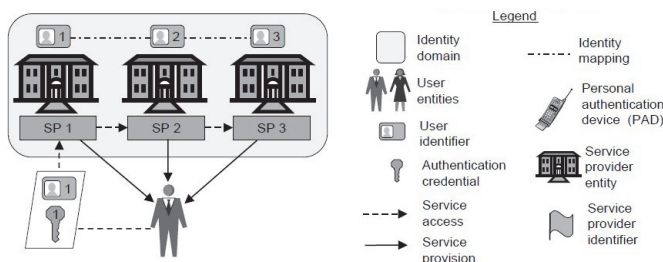 Legend
1
2
3
SP 1
SP 2
SP 3
1
1
Identity
domain
User
entities
User
identifier
Authentication
credential
Service
access
Service
provision
Identity
mapping
Personal
authentication
device (PAD)
Service
provider
entity
Service
provider
identifier